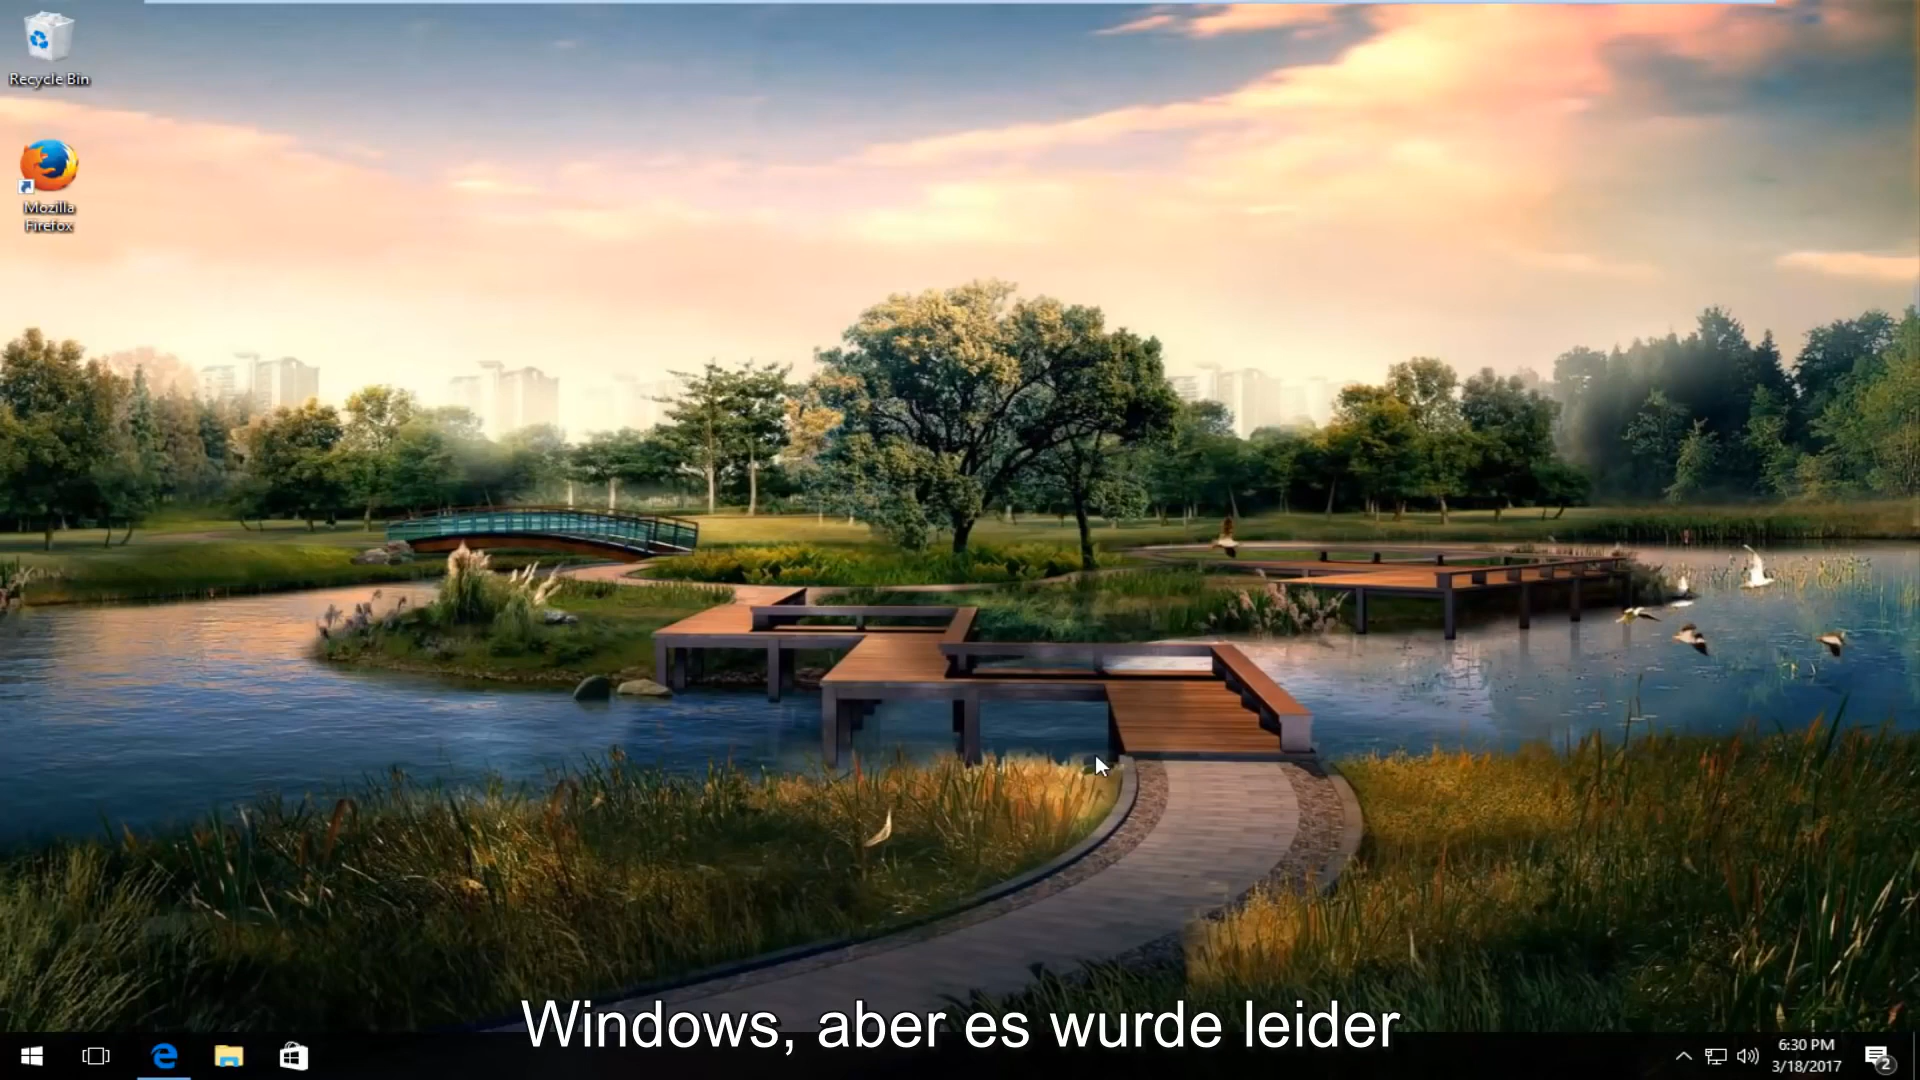 Recycle Bin
Mozilla
Firefox
Windows, aber es wurde leider
6:30 PM
3/18/2017
2